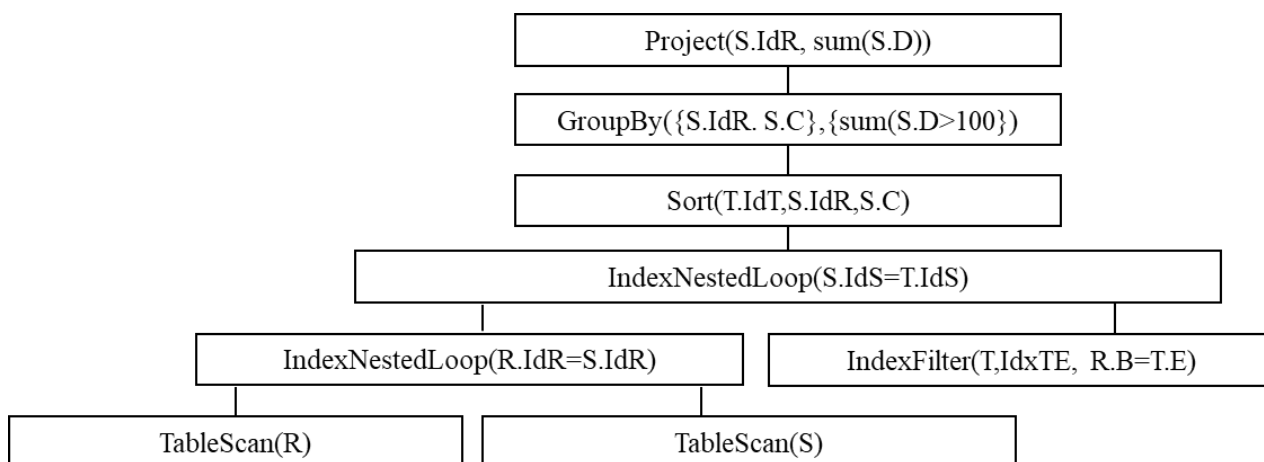 Project(S.IdR, sum(S.D))
GroupBy({S.IdR. S.C},{sum(S.D>100})
Sort(T.IdT,S.IdR,S.C)
IndexNestedLoop(S.IdS=T.IdS)
IndexNestedLoop(R.IdR=S.IdR)
IndexFilter(T,IdxTE, R.B=T.E)
TableScan(R)
TableScan(S)